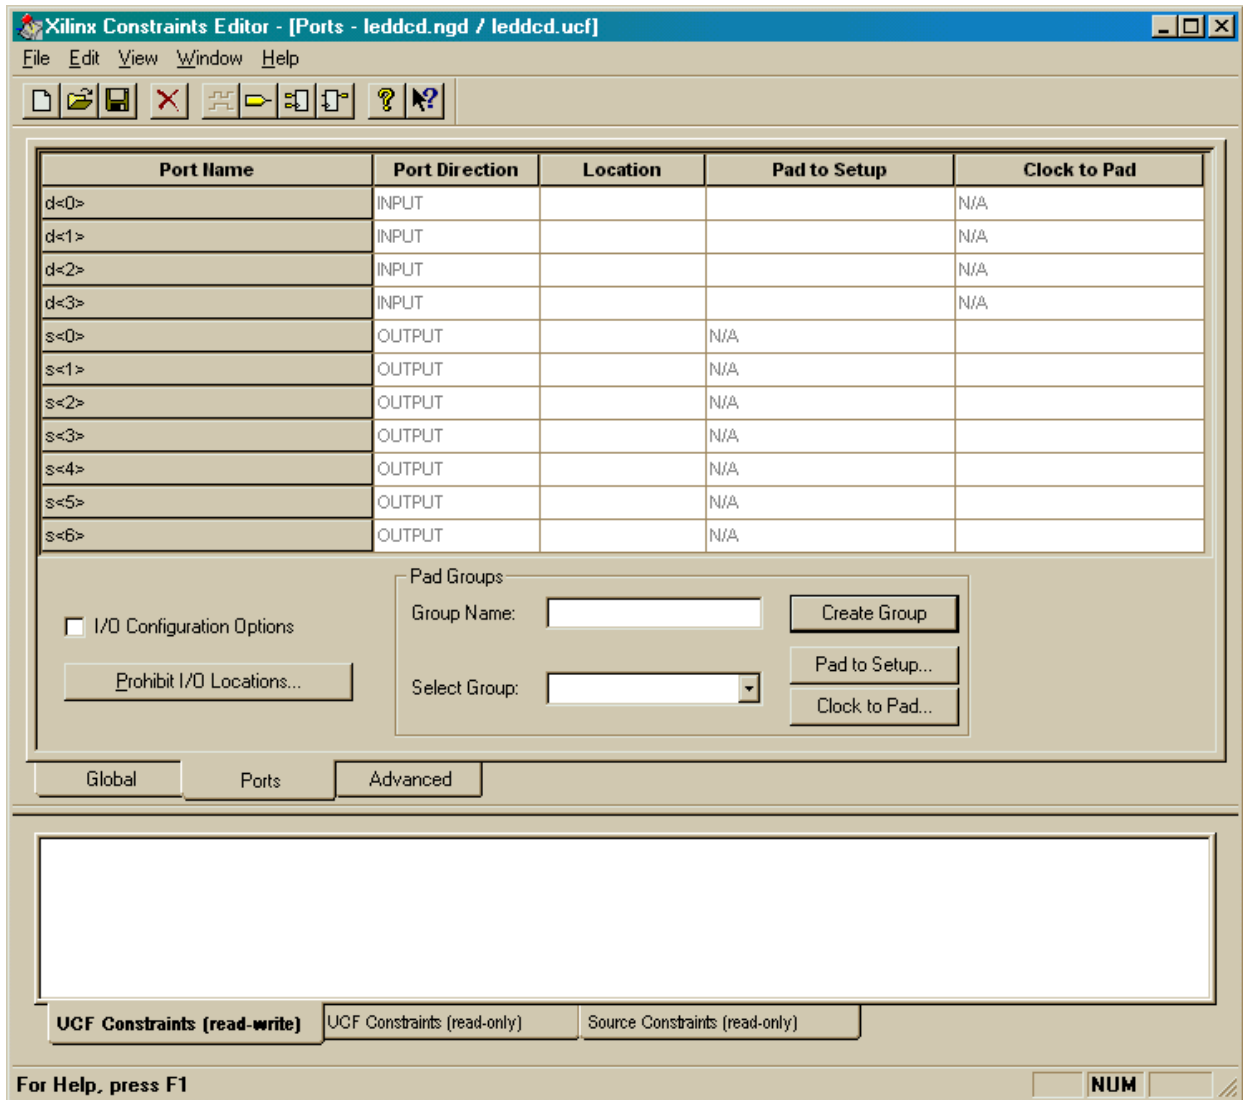 Xilinx Constraints Editor - [Ports - leddcd.ngd / leddcd.ucf]
File Edit View Window Help
Port Name Port Direction Location Pad to Setup Clock to Pad
d<0> INPUT N/A
d<1> INPUT N/A
d<2> INPUT N/A
d<3> INPUT N/A
s<0> OUTPUT N/A
s<1> OUTPUT N/A
s<2> OUTPUT N/A
s<3> OUTPUT N/A
s<4> OUTPUT N/A
s<5> OUTPUT N/A
s<6> OUTPUT N/A
Pad Groups
Group Name: Create Group
I/O Configuration Options
Pad to Setup...
Prohibit I/O Locations... Select Group:
Clock to Pad...
Global Ports Advanced
UCF Constraints (read-write) UCF Constraints (read-only) Source Constraints (read-only)
For Help, press F1 NUM